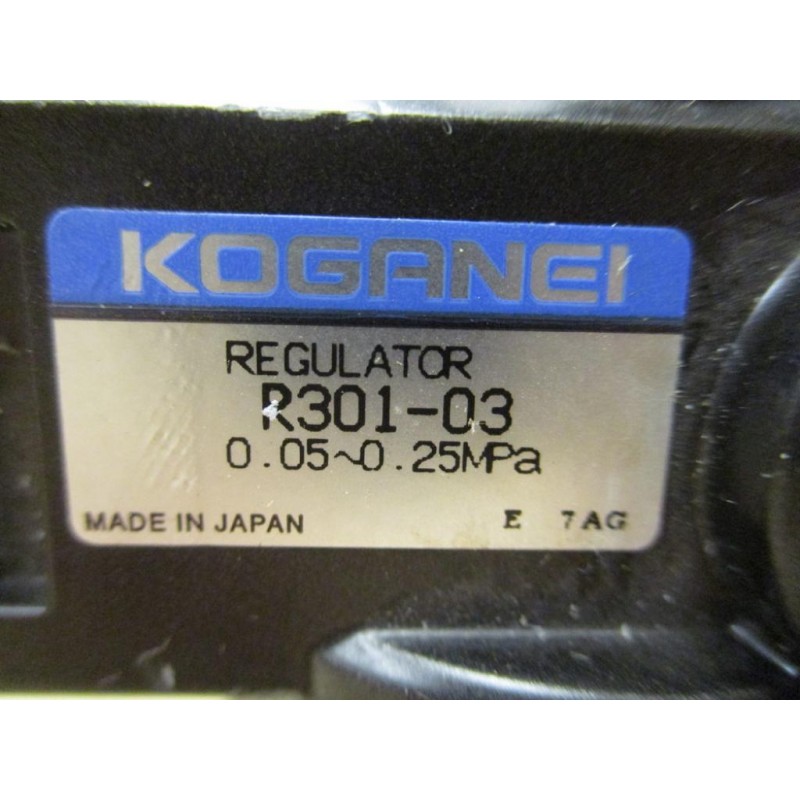 KOGANEI
REGULATOR
R301-03
0.05~0.25MPa
MADE IN JAPAN E 7AG